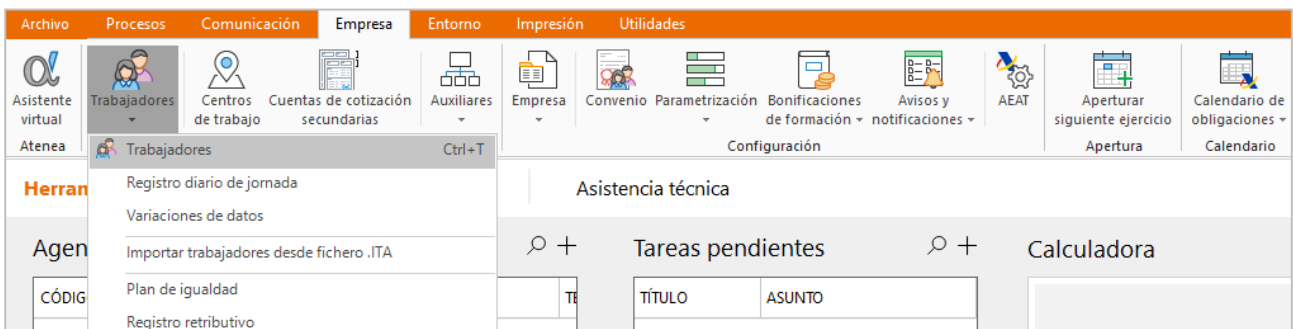 Archivo Procesos Comunicación Empresa Entorno Impresión Utilidades
Asistente virtual
Trabajadores
Centros de trabajo
Cuentas de cotización secundarias
Auxiliares
Empresa
Convenio
Parametrización
Bonificaciones de formación
Avisos y notificaciones
AEAT
Aperturar siguiente ejercicio
Calendario de obligaciones
Atenea
Configuración
Apertura
Calendario
Trabajadores Ctrl+T
Registro diario de jornada
Variaciones de datos
Importar trabajadores desde fichero .ITA
Plan de igualdad
Registro retributivo
Herran
Asistencia técnica
Agen
Tareas pendientes
Calculadora
CÓDIG
TÍTULO ASUNTO